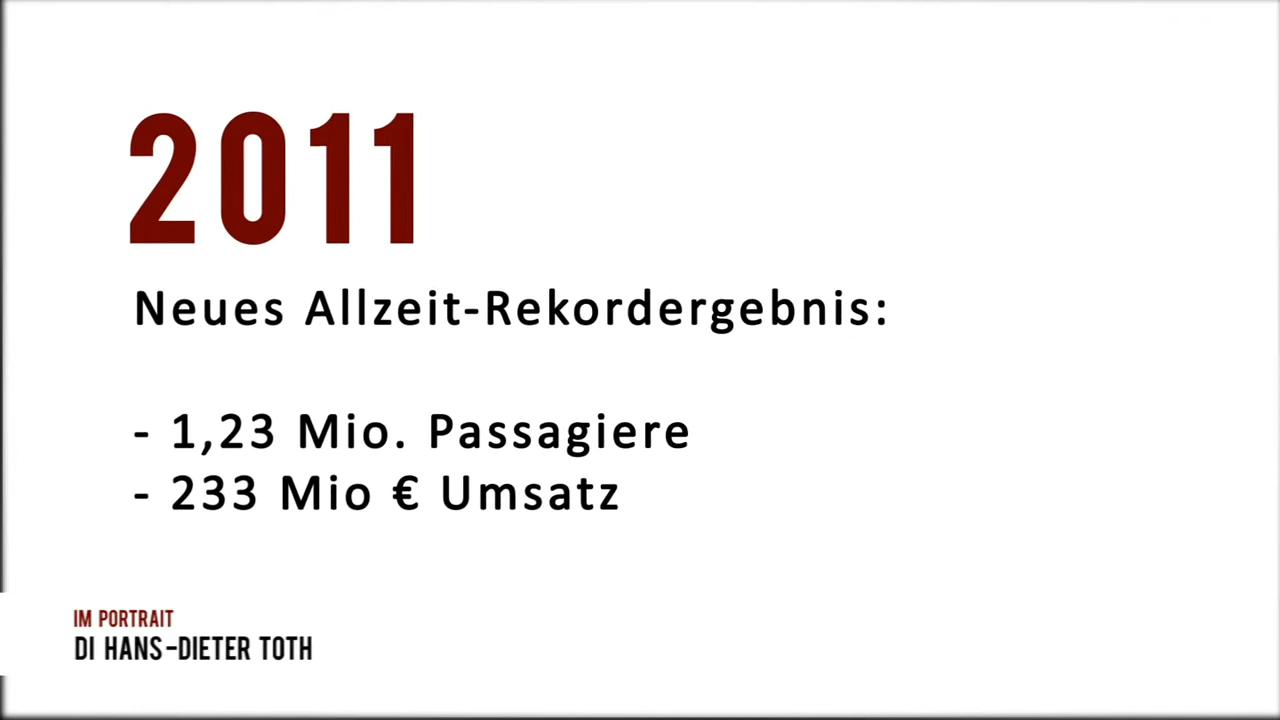 2011
Neues Allzeit-Rekordergebnis:
- 1,23 Mio. Passagiere
- 233 Mio € Umsatz
IM PORTRAIT
DI HANS-DIETER TOTH